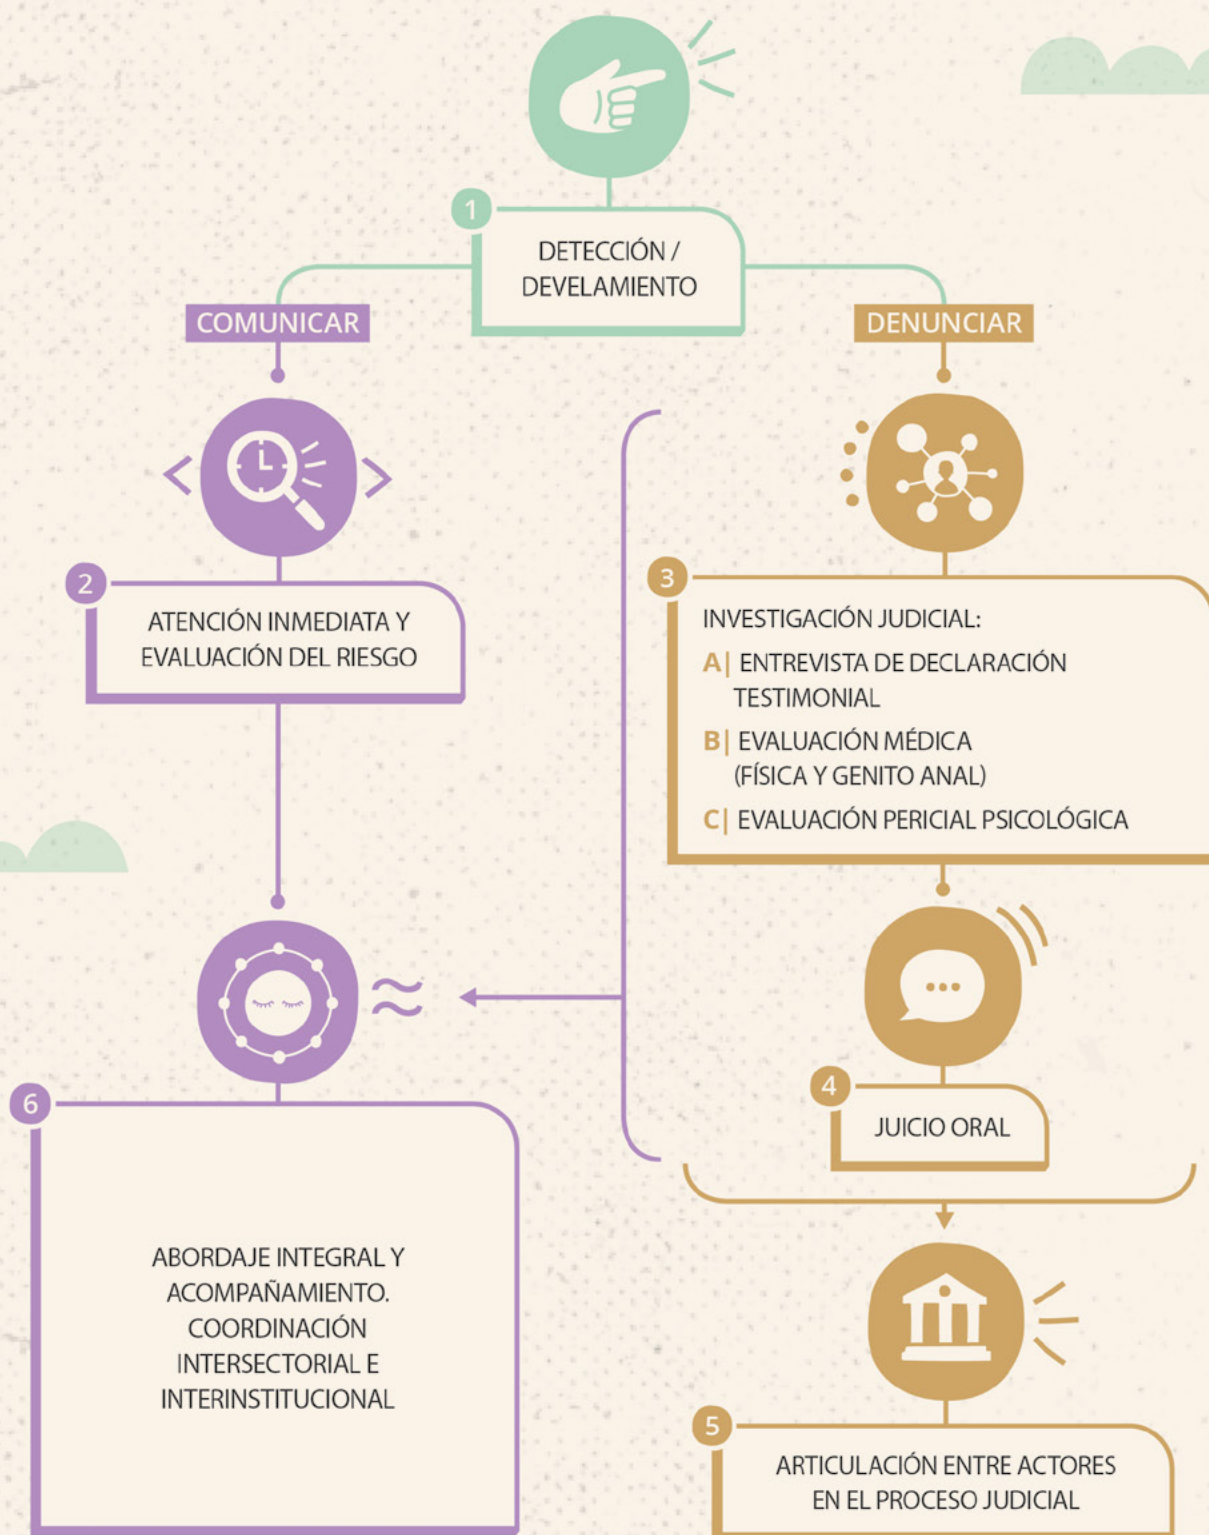 1
DETECCIÓN /
DEVELAMIENTO
COMUNICAR
DENUNCIAR
2
ATENCIÓN INMEDIATA Y
EVALUACIÓN DEL RIESGO
3
INVESTIGACIÓN JUDICIAL:
A| ENTREVISTA DE DECLARACIÓN
TESTIMONIAL
B| EVALUACIÓN MÉDICA
(FÍSICA Y GENITO ANAL)
C| EVALUACIÓN PERICIAL PSICOLÓGICA
4
JUICIO ORAL
5
ARTICULACIÓN ENTRE ACTORES
EN EL PROCESO JUDICIAL
6
ABORDAJE INTEGRAL Y
ACOMPAÑAMIENTO.
COORDINACIÓN
INTERSECTORIAL E
INTERINSTITUCIONAL